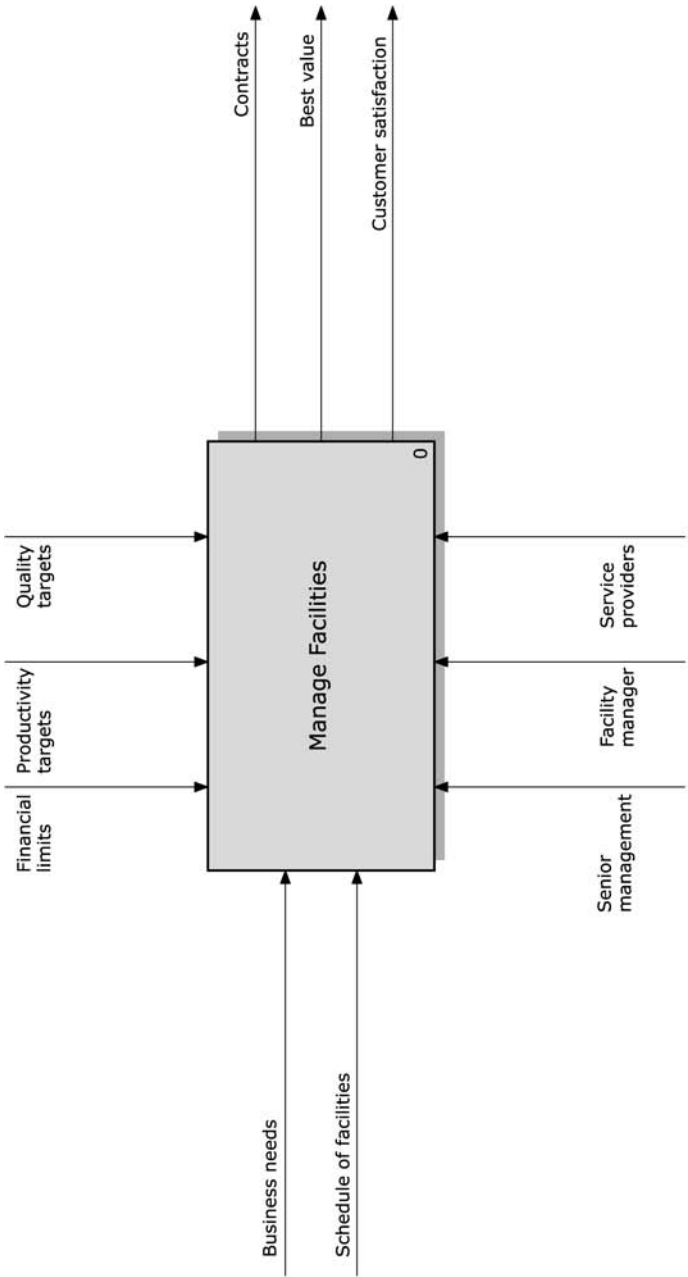 Financial
limits
Productivity
targets
Quality
targets
Business needs
Schedule of facilities
Manage Facilities
0
Contracts
Best value
Customer satisfaction
Senior
management
Facility
manager
Service
providers